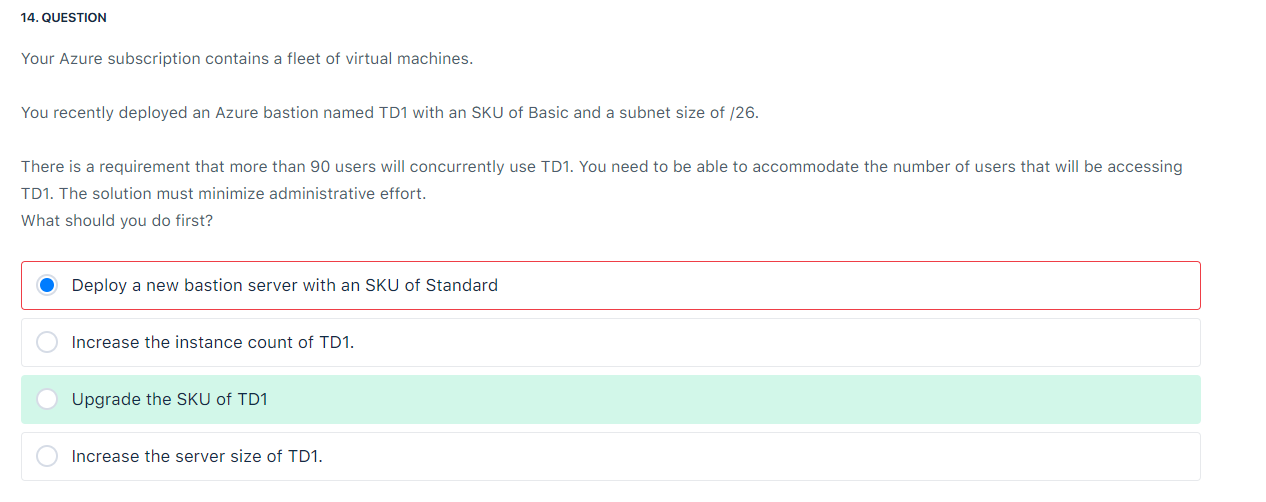 14. QUESTION
Your Azure subscription contains a fleet of virtual machines.
You recently deployed an Azure bastion named TD1 with an SKU of Basic and a subnet size of /26.
There is a requirement that more than 90 users will concurrently use TD1. You need to be able to accommodate the number of users that will be accessing
TD1. The solution must minimize administrative effort.
What should you do first?
Deploy a new bastion server with an SKU of Standard
Increase the instance count of TD1.
Upgrade the SKU of TD1
Increase the server size of TD1.